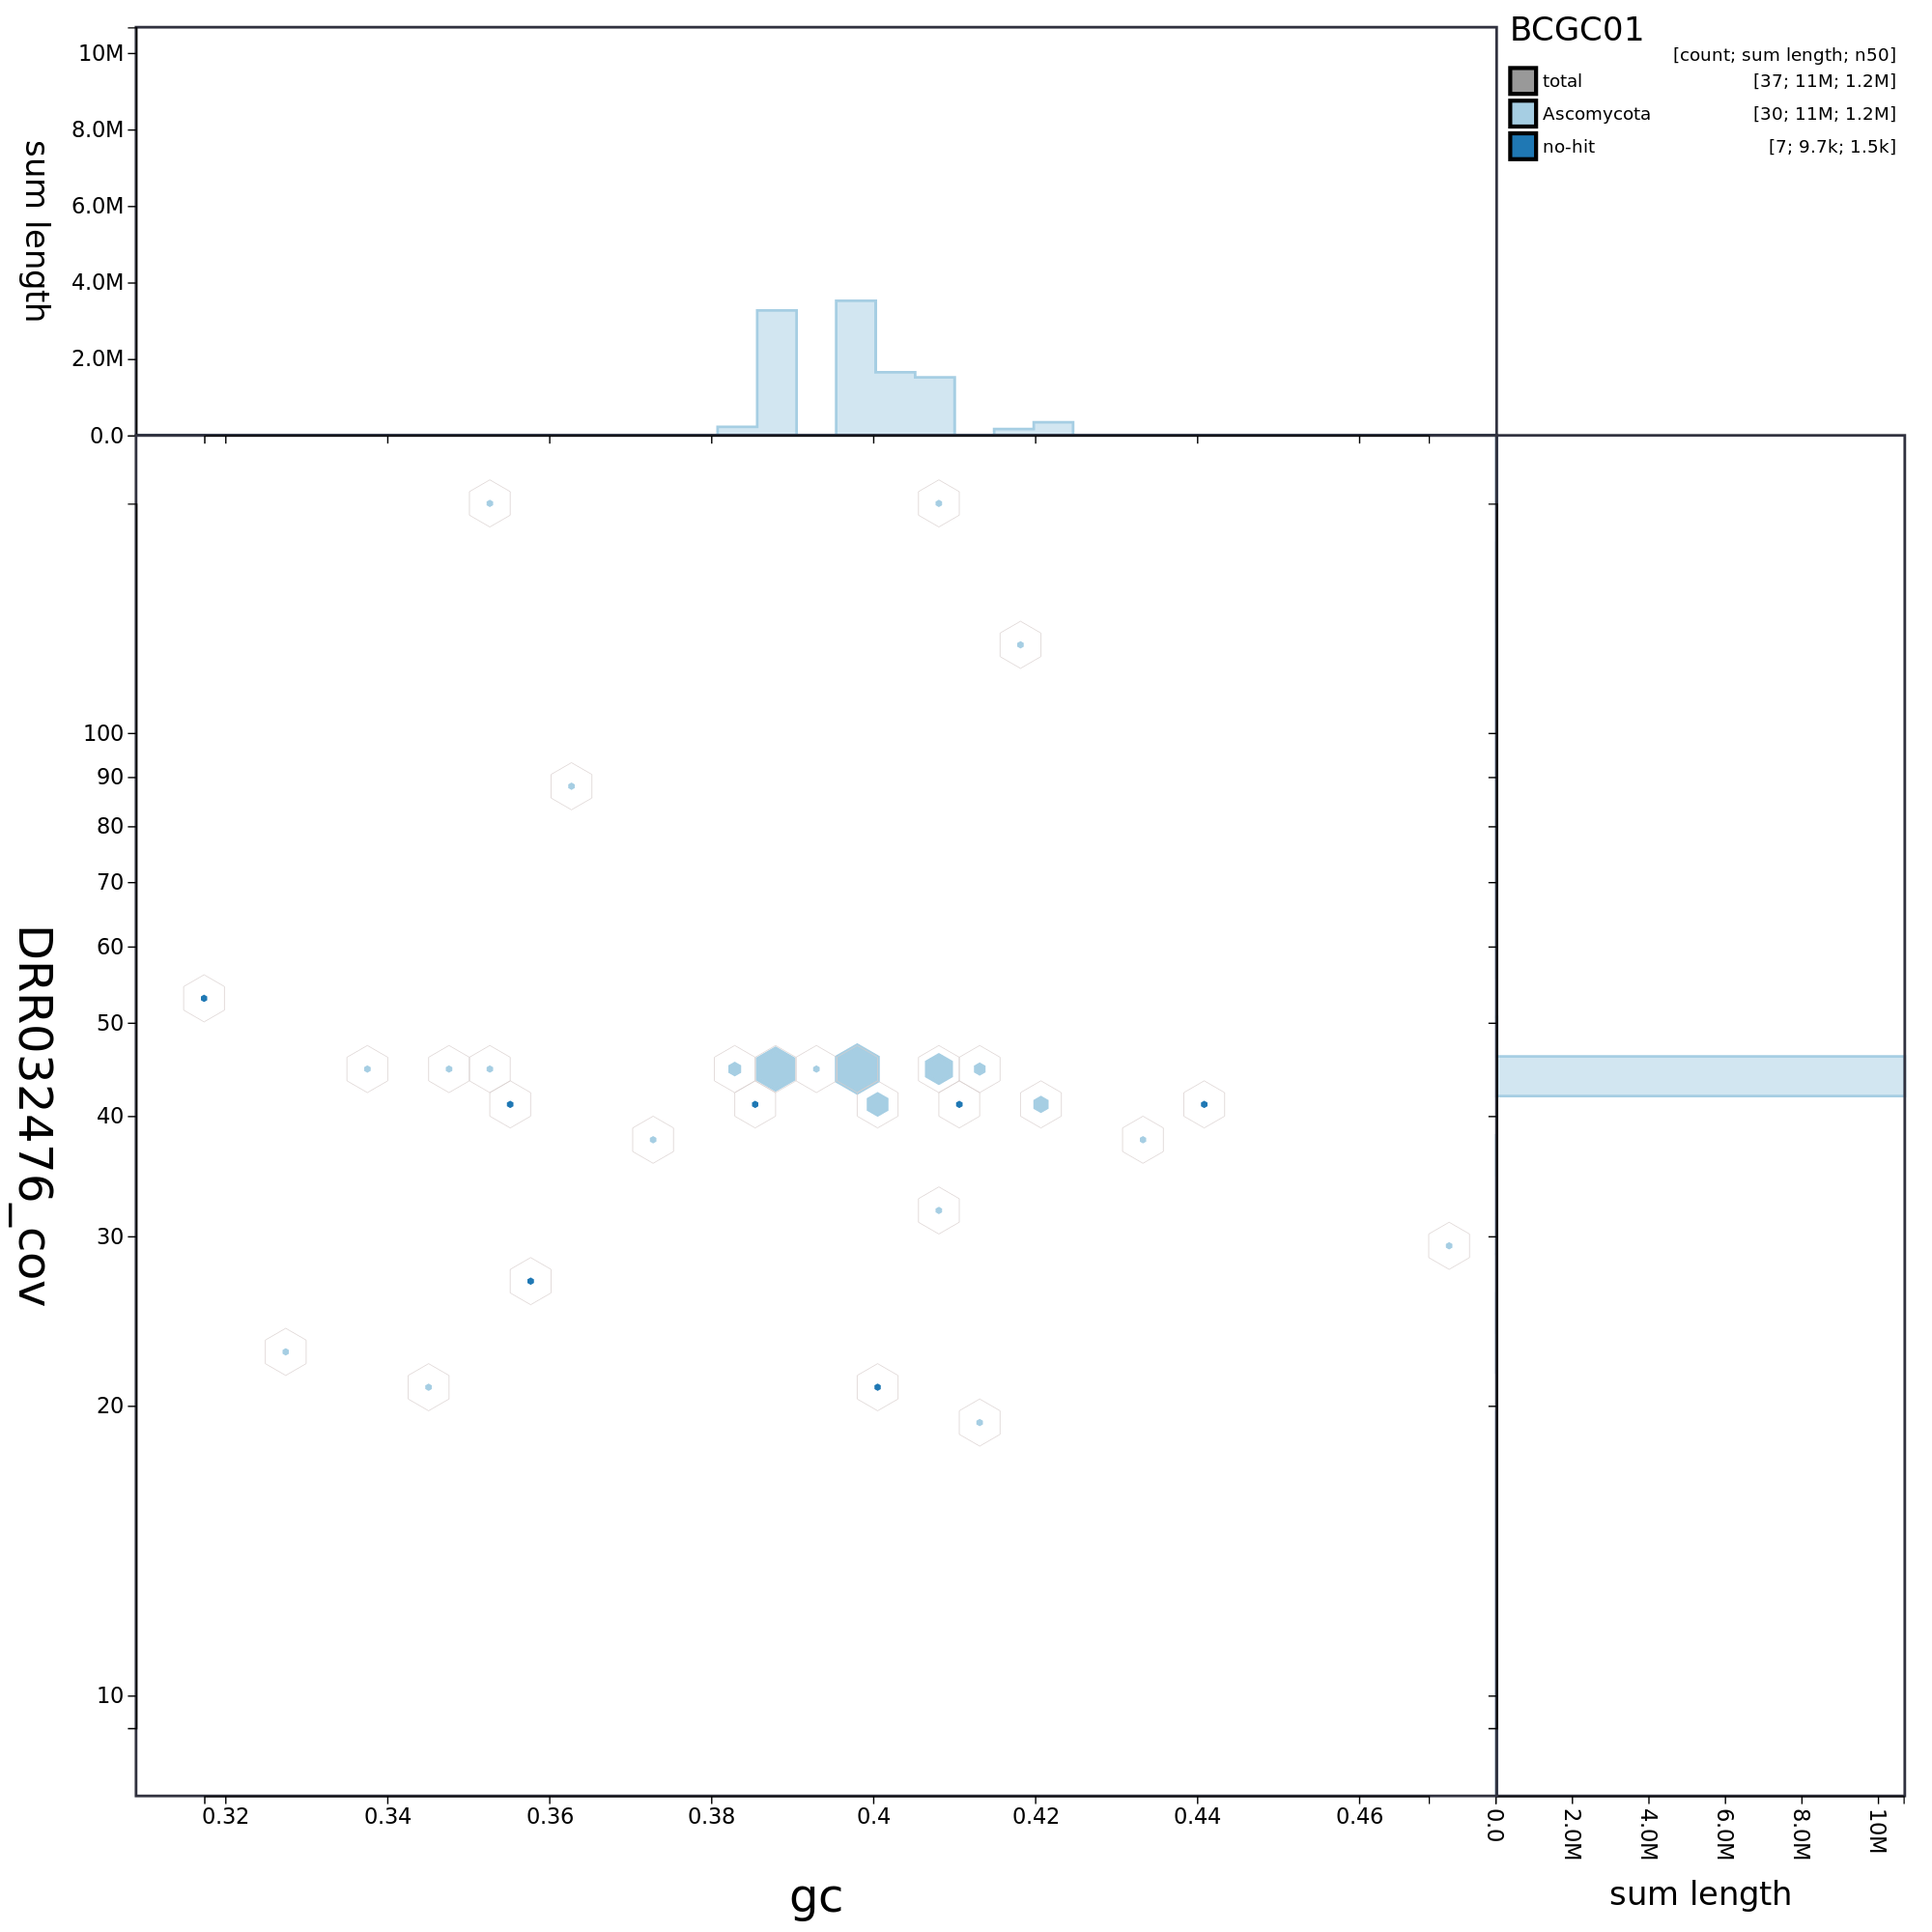 BCGC01
[count; sum length; n50]
total [37; 11M; 1.2M]
Ascomycota [30; 11M; 1.2M]
no-hit [7; 9.7k; 1.5k]
sum length
10M
8.0M
6.0M
4.0M
2.0M
0.0
DRR032476_cov
100
90
80
70
60
50
40
30
20
10
0.32 0.34 0.36 0.38 0.4 0.42 0.44 0.46
gc
0.0 2.0M 4.0M 6.0M 8.0M 10M
sum length